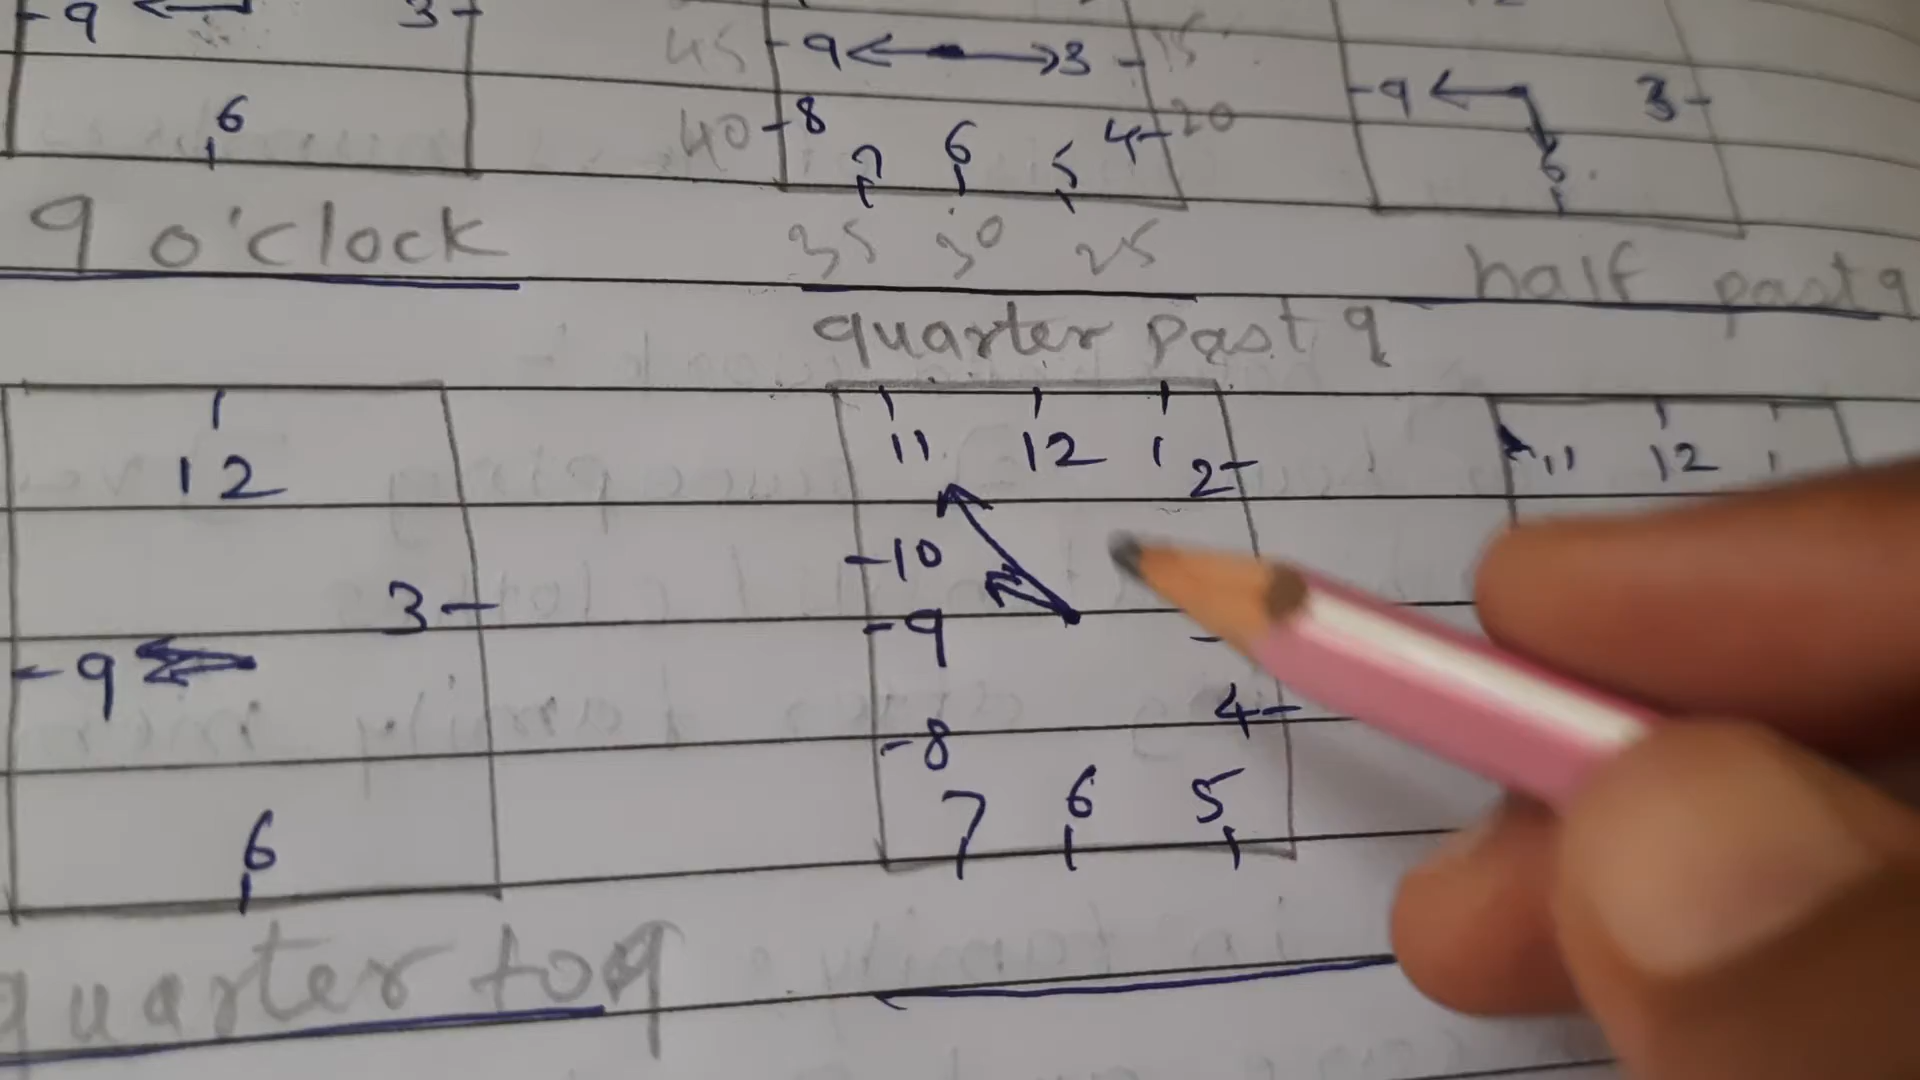 9 3
6
9 o'clock
45 9 3 15
40 8 4 20
7 6 5
35 30 25
quarter past 9
9 3
6
half past 9
12
3
9
6
quarter to 9
11 12 1 2
10
9
8 4
7 6 5
11 12 1